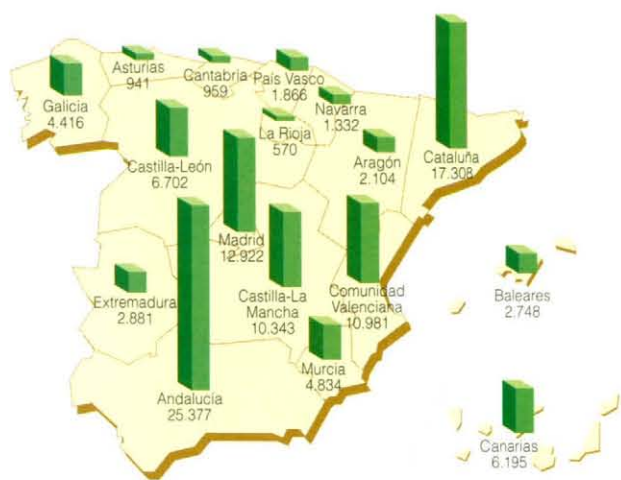 Asturias
941
Cantabria
959
País Vasco
1.866
Galicia
4.416
Navarra
1.332
La Rioja
570
Castilla-León
6.702
Aragón
2.104
Cataluña
17.308
Madrid
12.922
Extremadura
2.881
Castilla-La
Mancha
10.343
Comunidad
Valenciana
10.981
Baleares
2.748
Murcia
4.834
Andalucía
25.377
Canarias
6.195